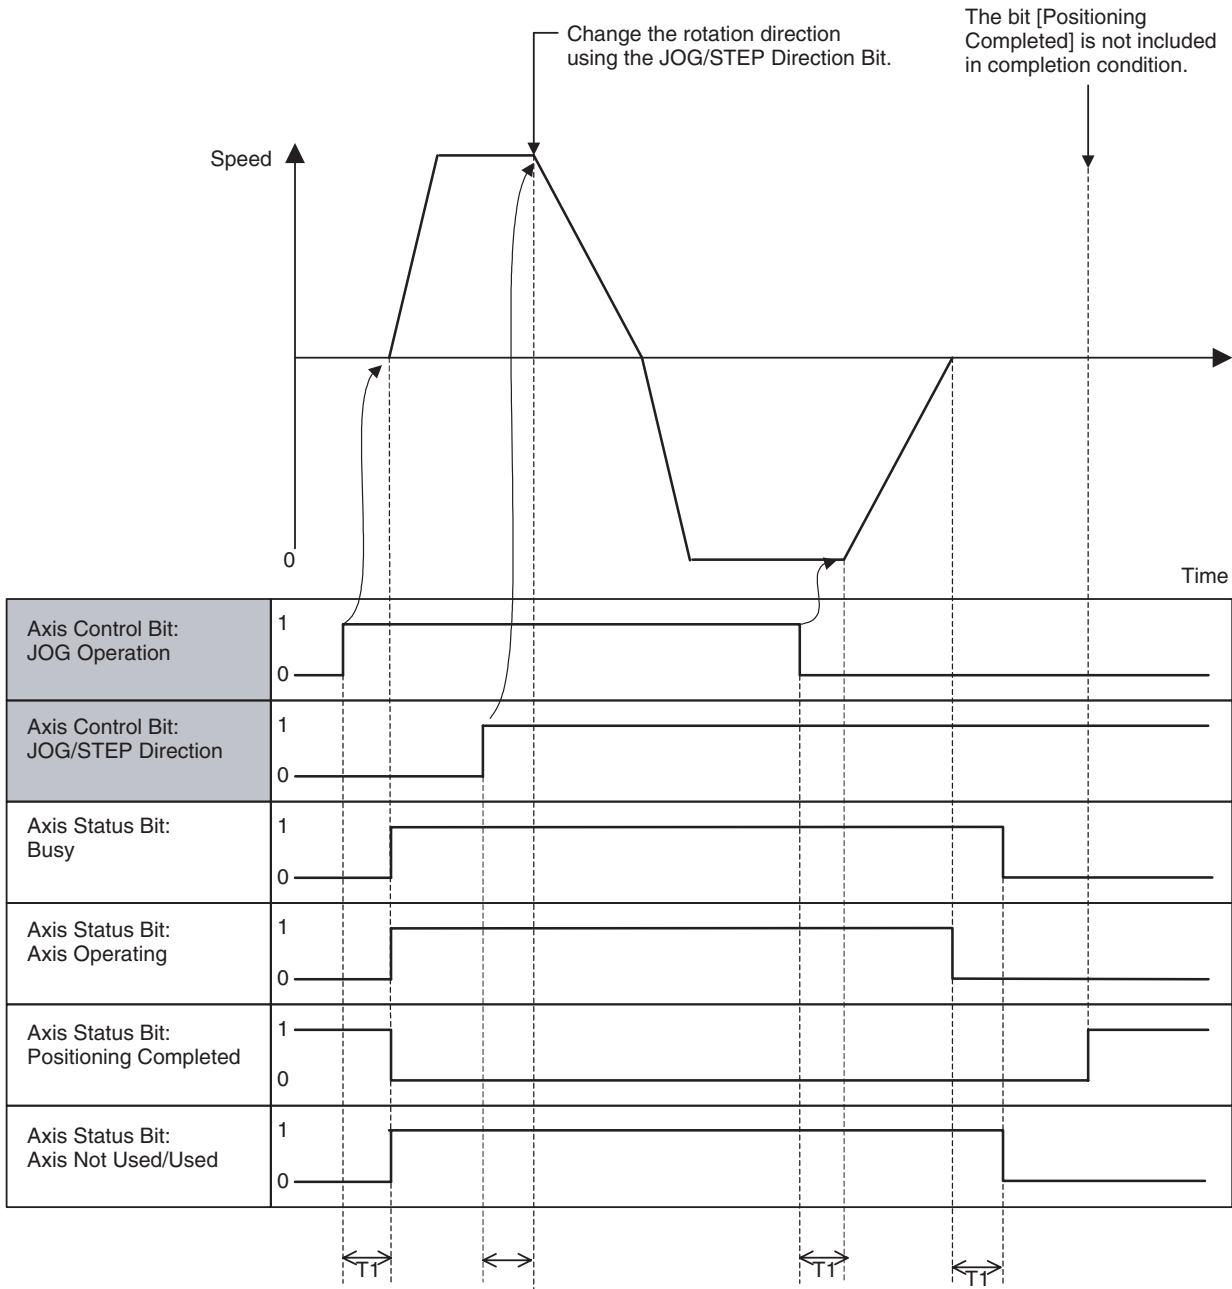 Change the rotation direction
using the JOG/STEP Direction Bit.
The bit [Positioning
Completed] is not included
in completion condition.
Speed
0
Time
Axis Control Bit:
JOG Operation
1
0
Axis Control Bit:
JOG/STEP Direction
1
0
Axis Status Bit:
Busy
1
0
Axis Status Bit:
Axis Operating
1
0
Axis Status Bit:
Positioning Completed
1
0
Axis Status Bit:
Axis Not Used/Used
1
0
T1
T1
T1